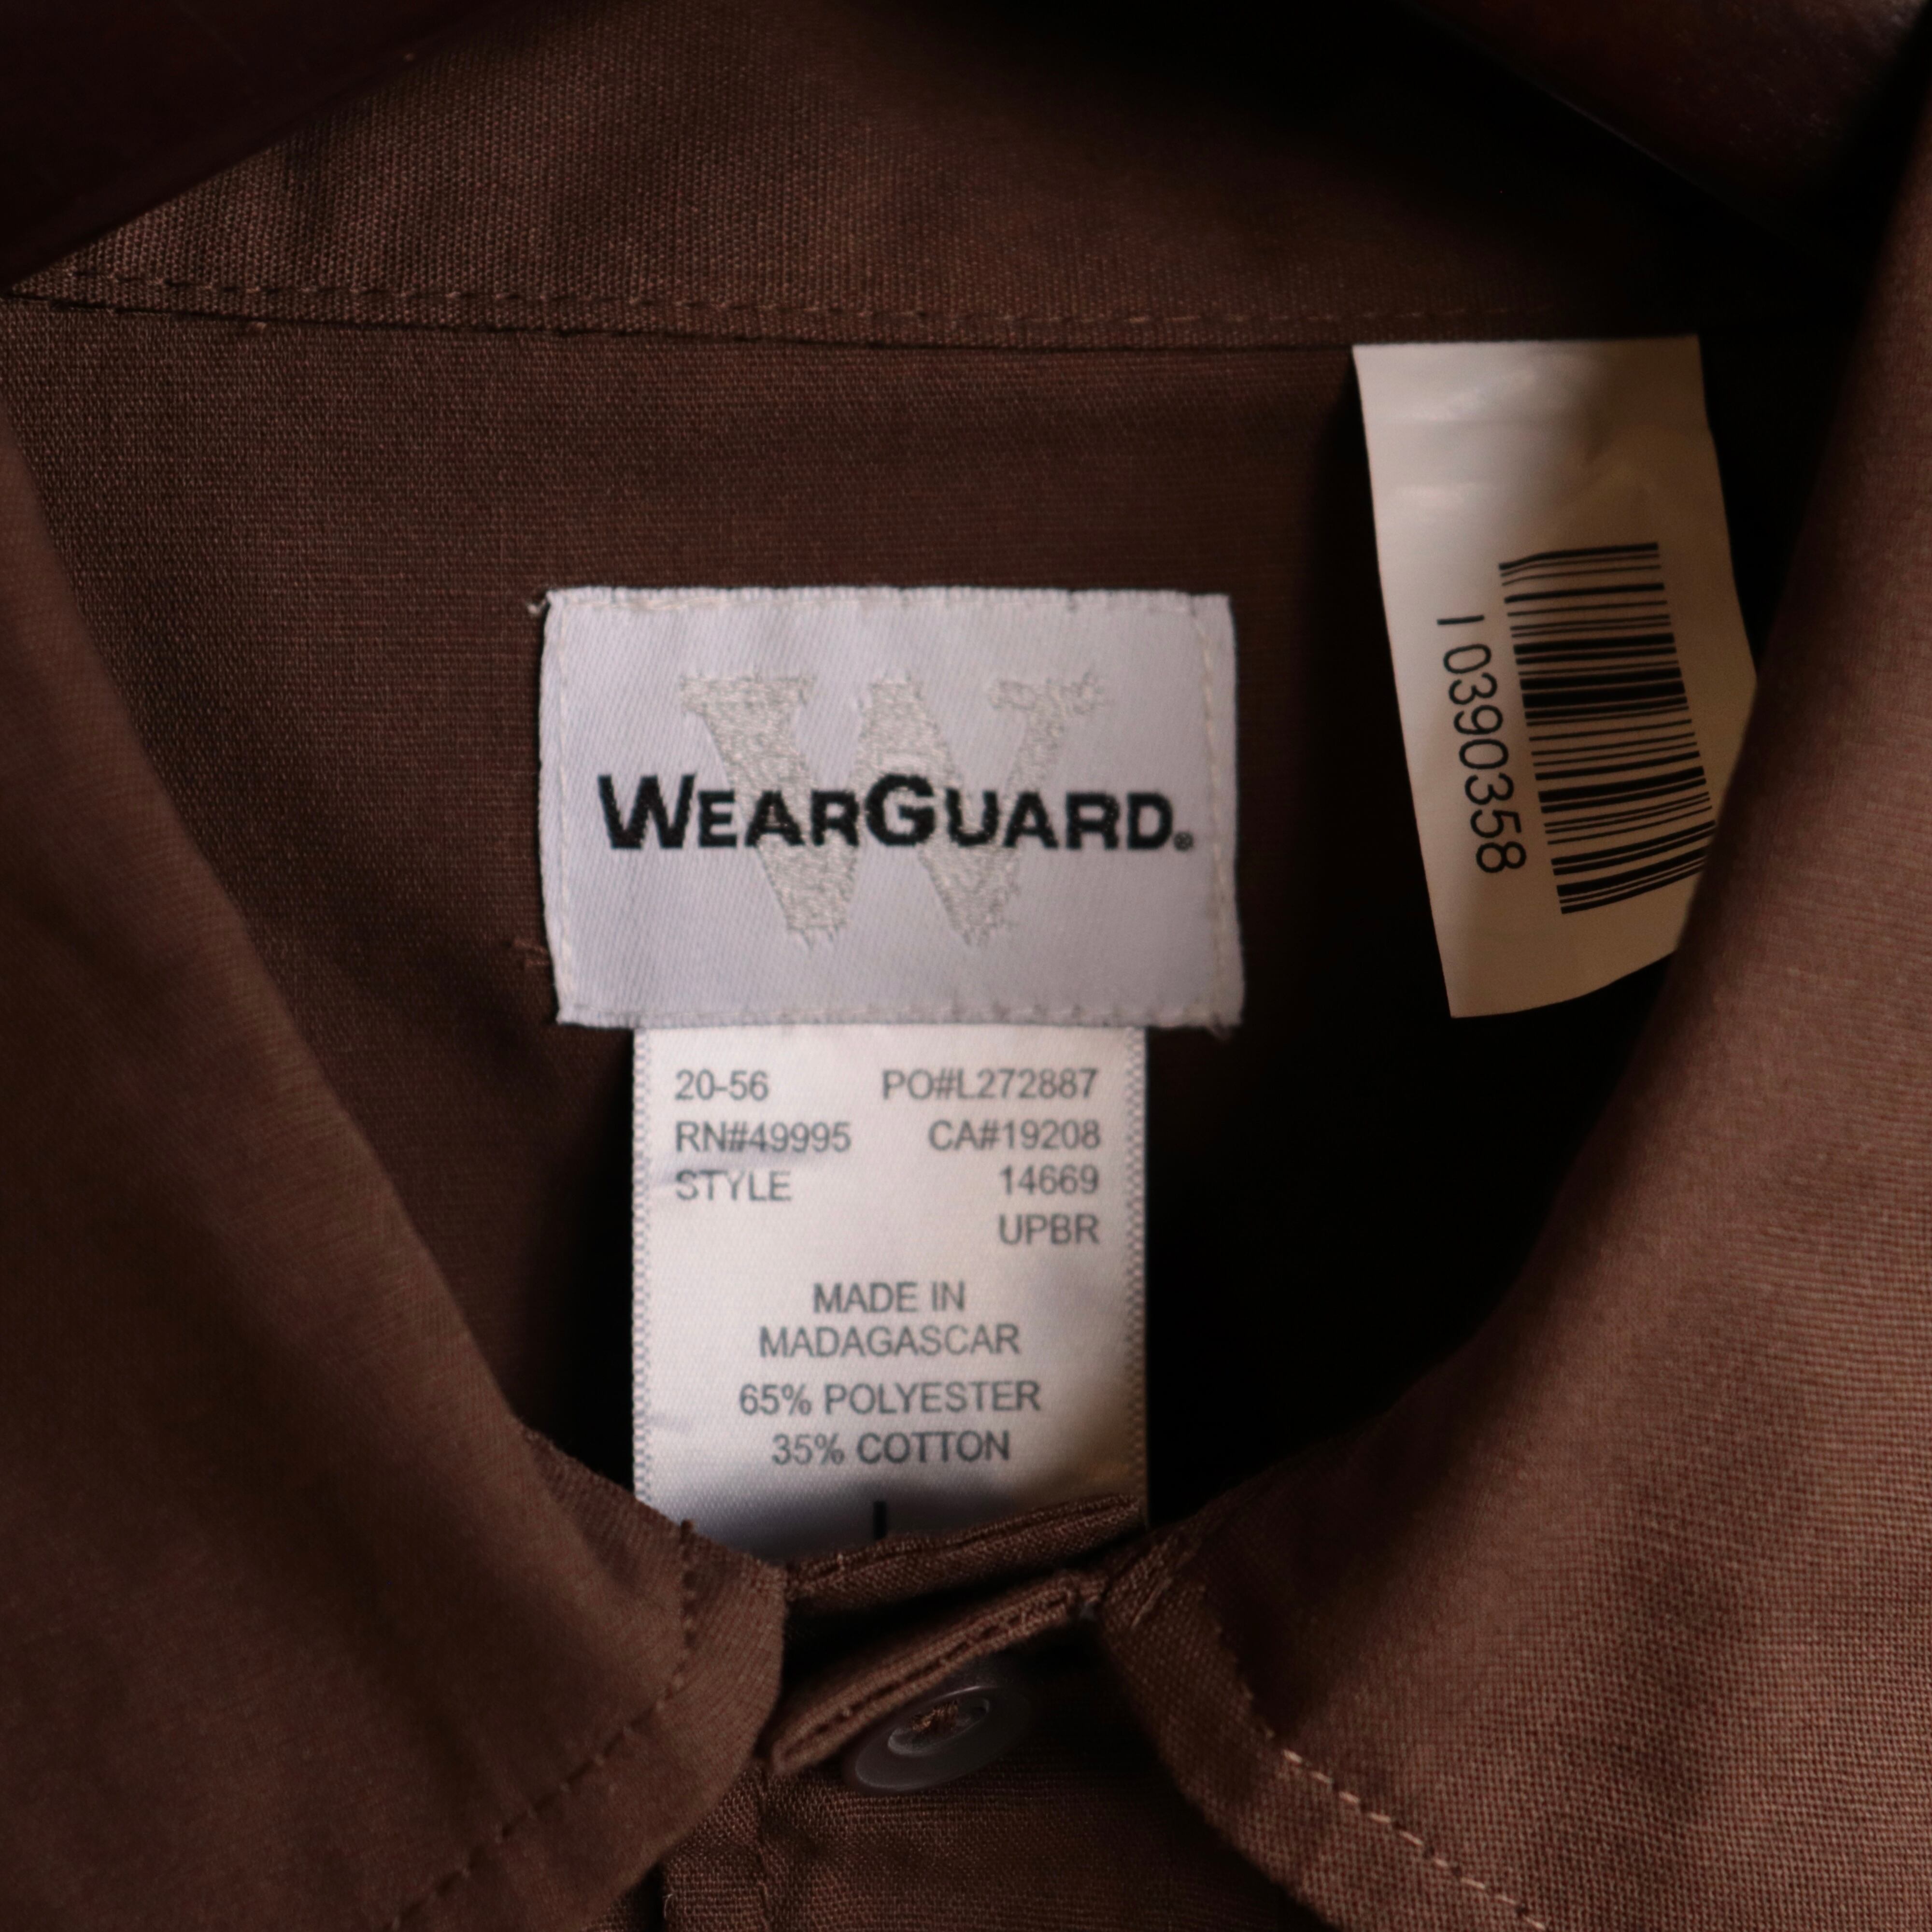 W
WEARGUARD®
20-56 PO#L272887
RN#49995 CA#19208
STYLE 14669
UPBR
MADE IN
MADAGASCAR
65% POLYESTER
35% COTTON
I 0390358